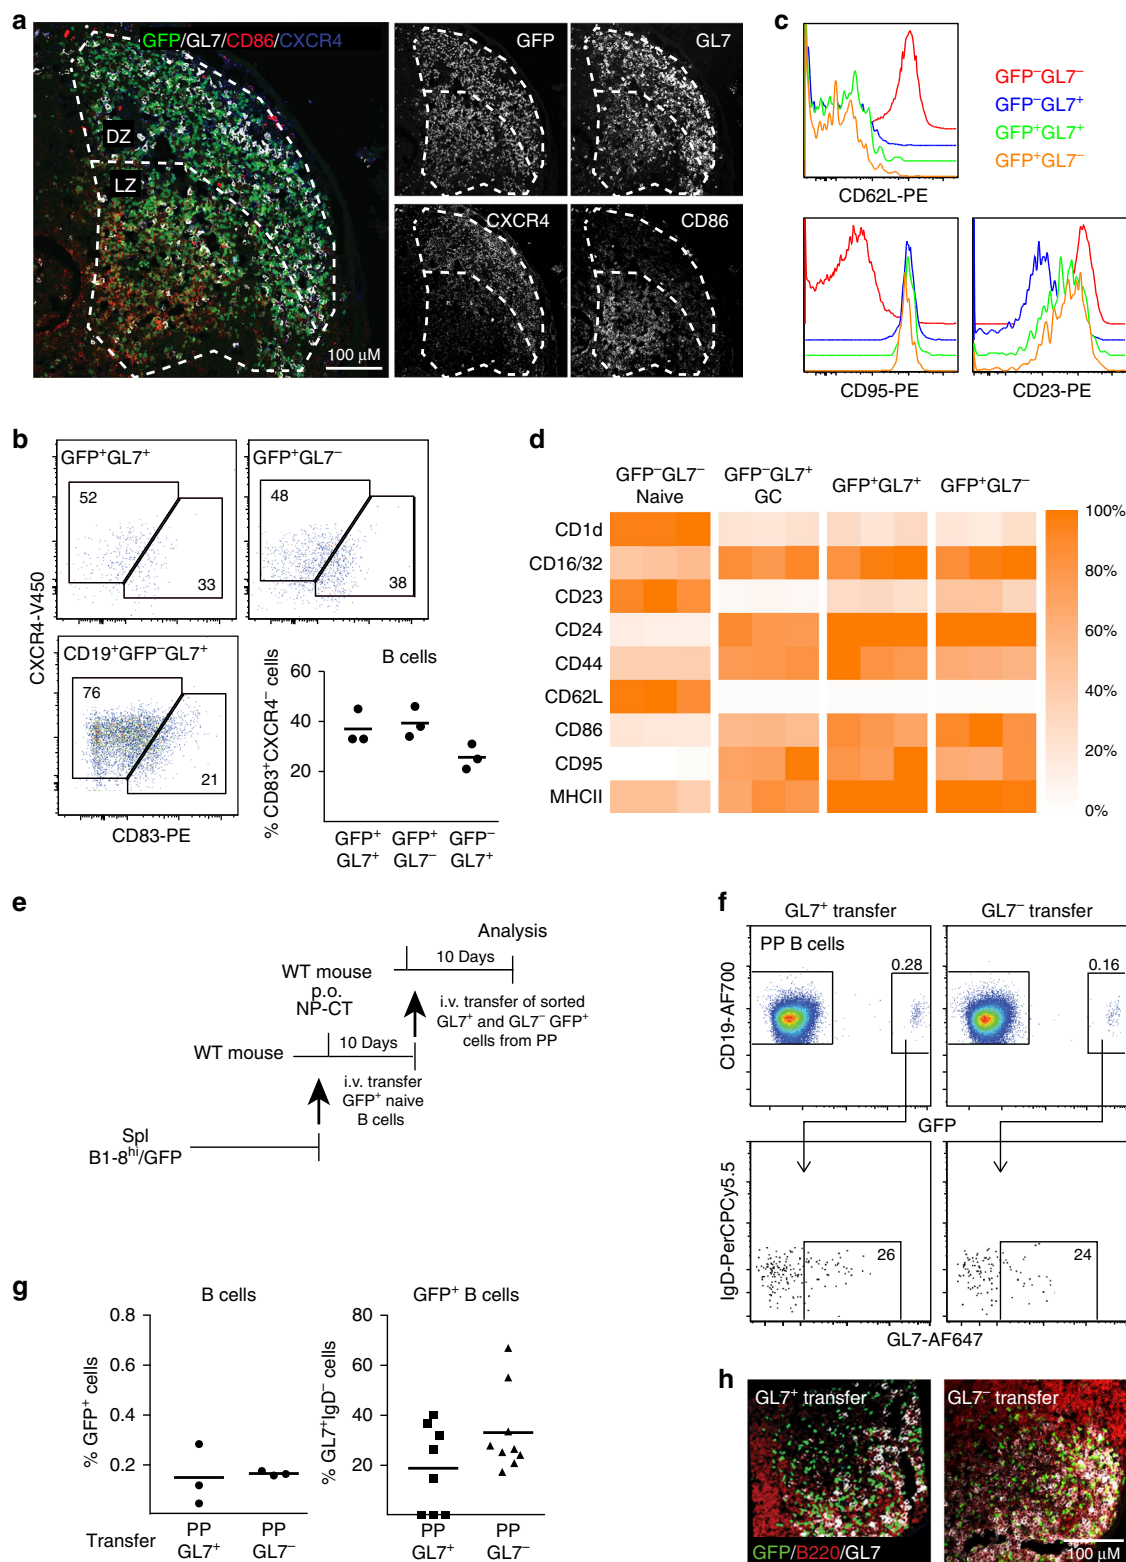 a
GFP/GL7/CD86/CXCR4
DZ
LZ
100 µM
GFP
GL7
CXCR4
CD86
c
GFP⁻GL7⁻
GFP⁻GL7⁺
GFP⁺GL7⁺
GFP⁺GL7⁻
CD62L-PE
CD95-PE
CD23-PE
b
GFP⁺GL7⁺
52
33
GFP⁺GL7⁻
48
38
CD19⁺GFP⁻GL7⁺
76
21
CXCR4-V450
CD83-PE
B cells
% CD83⁺CXCR4⁻ cells
60
40
20
GFP⁺ GFP⁺ GFP⁻
GL7⁺ GL7⁻ GL7⁺
d
GFP⁻GL7⁻ GFP⁻GL7⁺ GFP⁺GL7⁺ GFP⁺GL7⁻
Naive GC
CD1d
CD16/32
CD23
CD24
CD44
CD62L
CD86
CD95
MHCII
100%
80%
60%
40%
20%
0%
e
Analysis
10 Days
WT mouse
p.o.
NP-CT
i.v. transfer of sorted
GL7⁺ and GL7⁻ GFP⁺
cells from PP
WT mouse
10 Days
i.v. transfer
GFP⁺ naive
B cells
Spl
B1-8ʰⁱ/GFP
f
GL7⁺ transfer GL7⁻ transfer
PP B cells
0.28
0.16
CD19-AF700
GFP
IgD-PerCPCy5.5
26
24
GL7-AF647
g
B cells
% GFP⁺ cells
0.8
0.6
0.4
0.2
Transfer
PP PP
GL7⁺ GL7⁻
GFP⁺ B cells
% GL7⁺IgD⁻ cells
80
60
40
20
PP PP
GL7⁺ GL7⁻
h
GL7⁺ transfer
GL7⁻ transfer
GFP/B220/GL7
100 µM